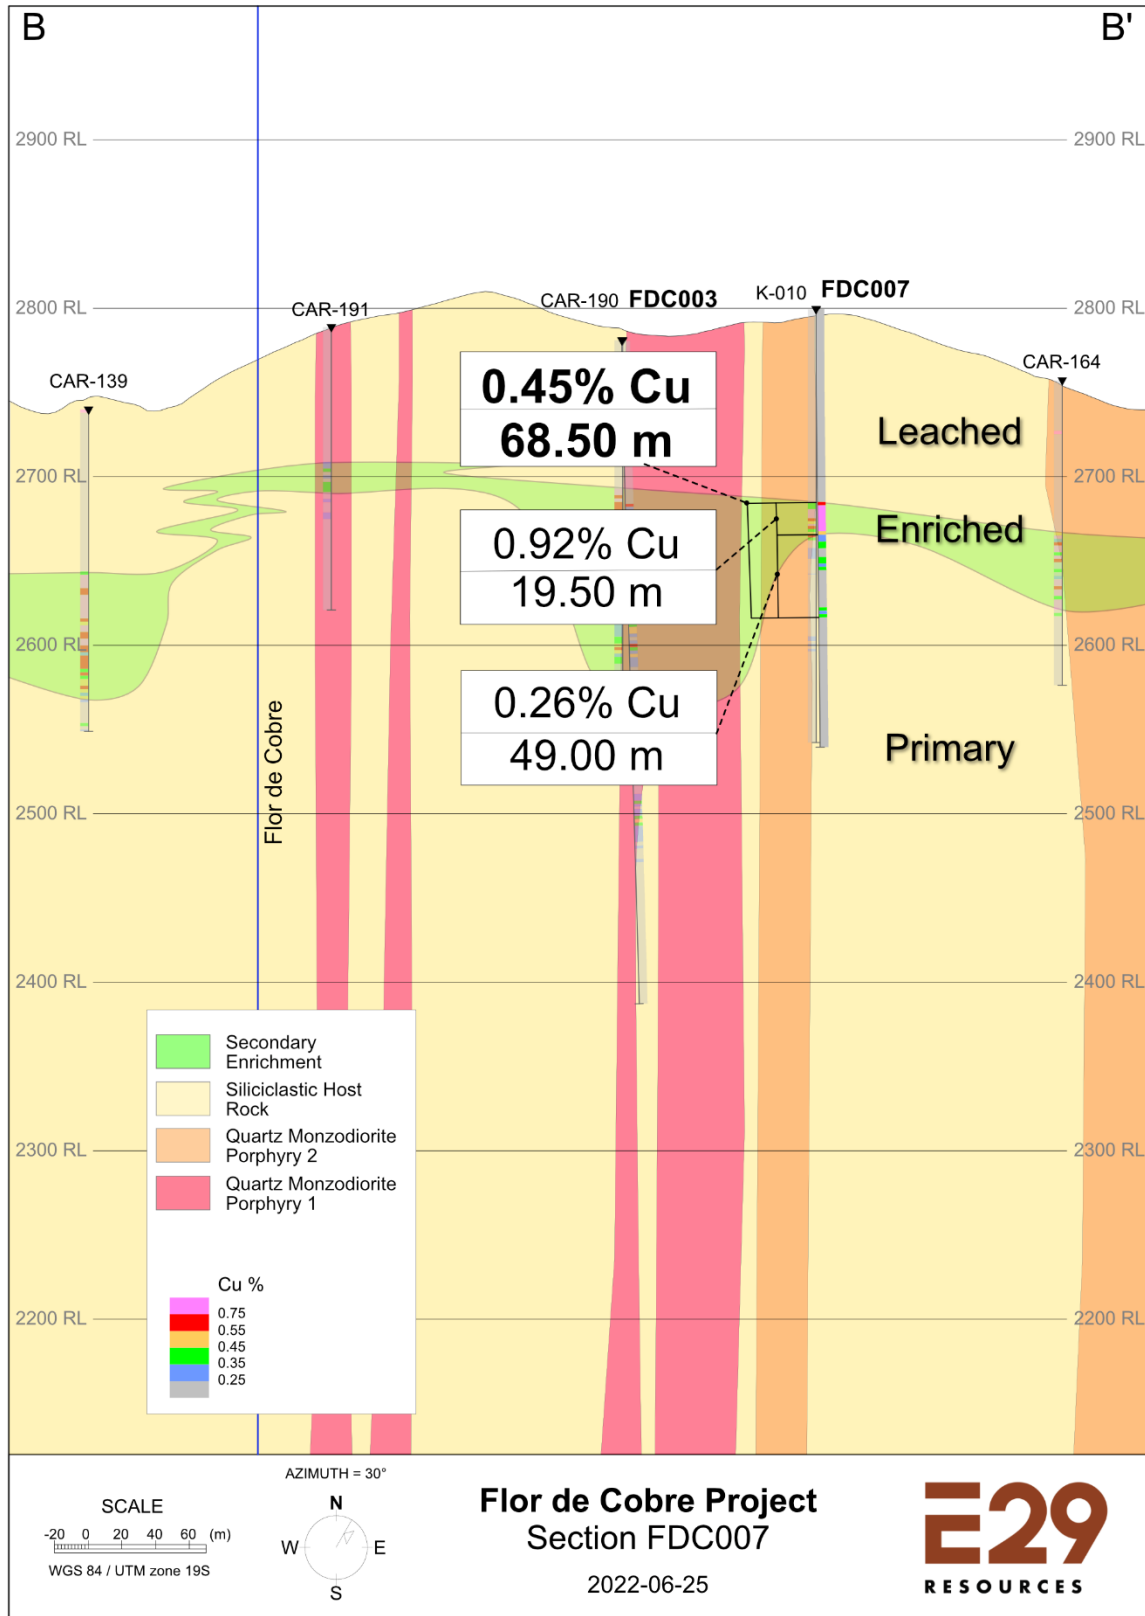 B
B'
2900 RL
2900 RL
2800 RL
2800 RL
CAR-191
CAR-190 FDC003
K-010 FDC007
CAR-164
CAR-139
0.45% Cu
68.50 m
Leached
2700 RL
2700 RL
Enriched
0.92% Cu
19.50 m
2600 RL
2600 RL
0.26% Cu
49.00 m
Primary
Flor de Cobre
2500 RL
2500 RL
2400 RL
2400 RL
Secondary
Enrichment
Siliciclastic Host
Rock
Quartz Monzodiorite
Porphyry 2
Quartz Monzodiorite
Porphyry 1
2300 RL
2300 RL
Cu %
0.75
0.55
0.45
0.35
0.25
2200 RL
2200 RL
SCALE
-20 0 20 40 60 (m)
WGS 84 / UTM zone 19S
AZIMUTH = 30°
N
W E
S
Flor de Cobre Project
Section FDC007
2022-06-25
E29
RESOURCES